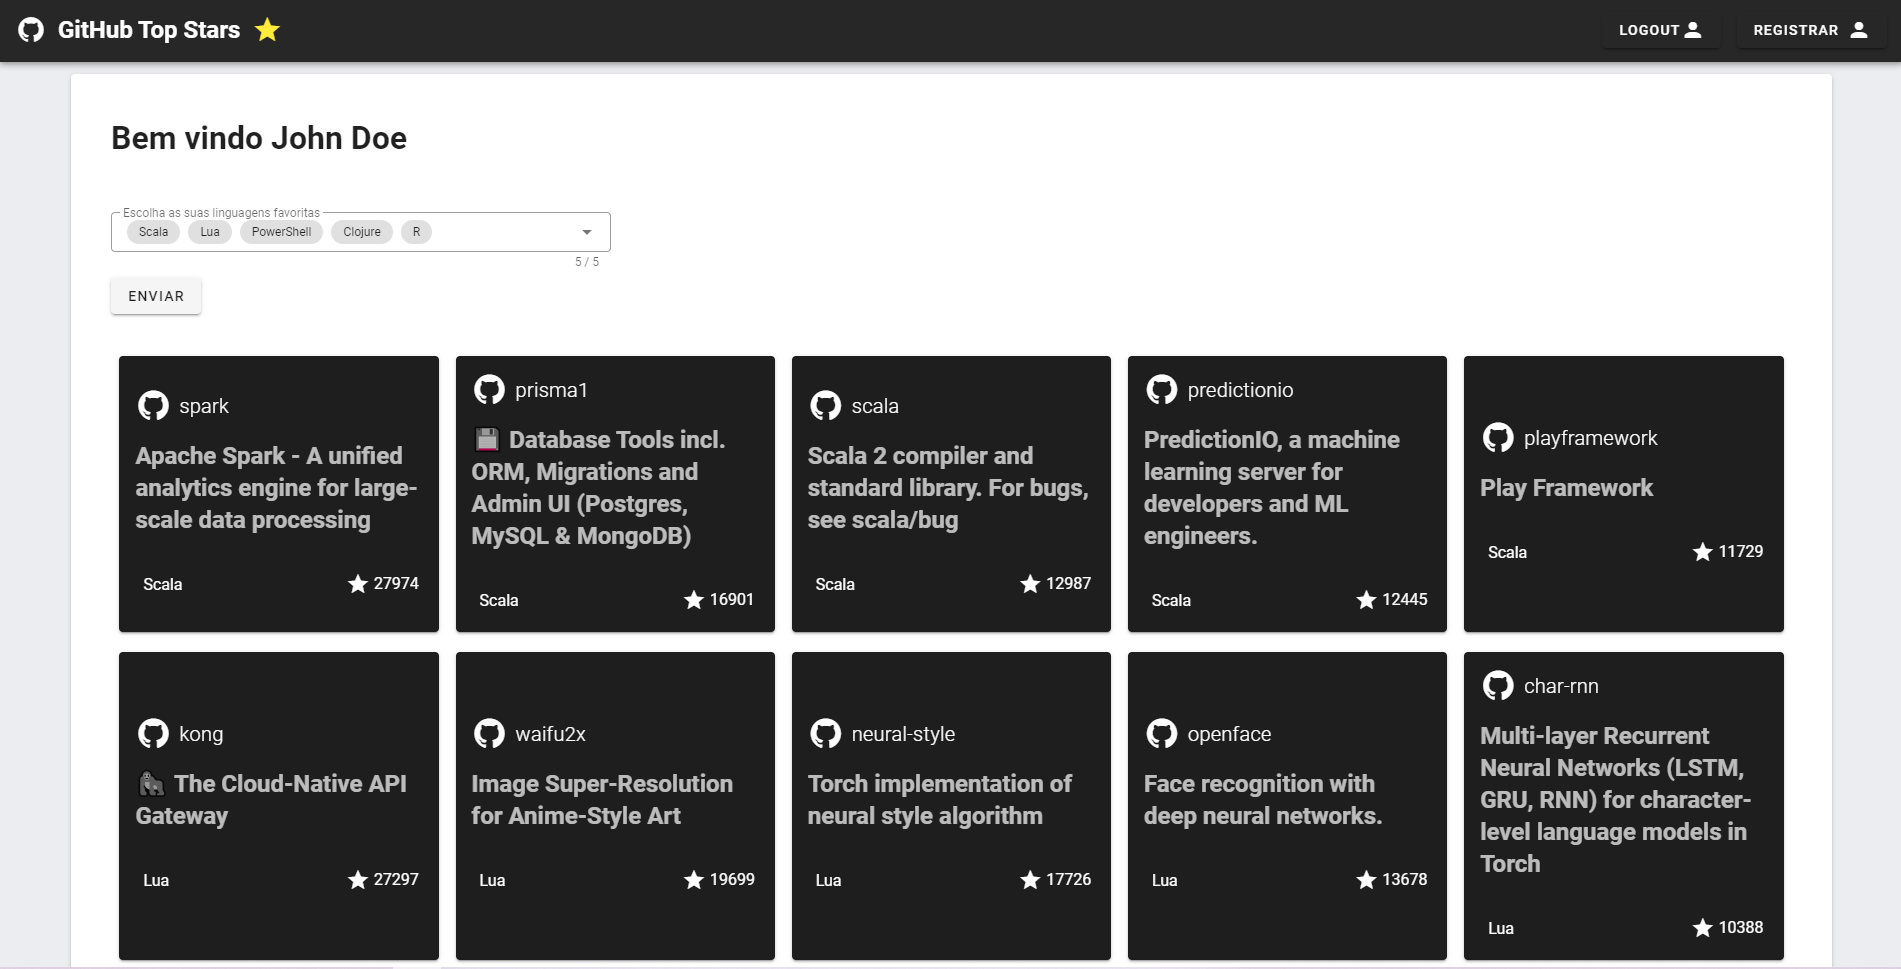 GitHub Top Stars
LOGOUT
REGISTRAR
Bem vindo John Doe
Escolha as suas linguagens favoritas
Scala Lua PowerShell Clojure R
5 / 5
ENVIAR
spark
Apache Spark - A unified
analytics engine for large-
scale data processing
Scala
27974
prisma1
Database Tools incl.
ORM, Migrations and
Admin UI (Postgres,
MySQL & MongoDB)
Scala
16901
scala
Scala 2 compiler and
standard library. For bugs,
see scala/bug
Scala
12987
predictionio
PredictionIO, a machine
learning server for
developers and ML
engineers.
Scala
12445
playframework
Play Framework
Scala
11729
kong
The Cloud-Native API
Gateway
Lua
27297
waifu2x
Image Super-Resolution
for Anime-Style Art
Lua
19699
neural-style
Torch implementation of
neural style algorithm
Lua
17726
openface
Face recognition with
deep neural networks.
Lua
13678
char-rnn
Multi-layer Recurrent
Neural Networks (LSTM,
GRU, RNN) for character-
level language models in
Torch
Lua
10388